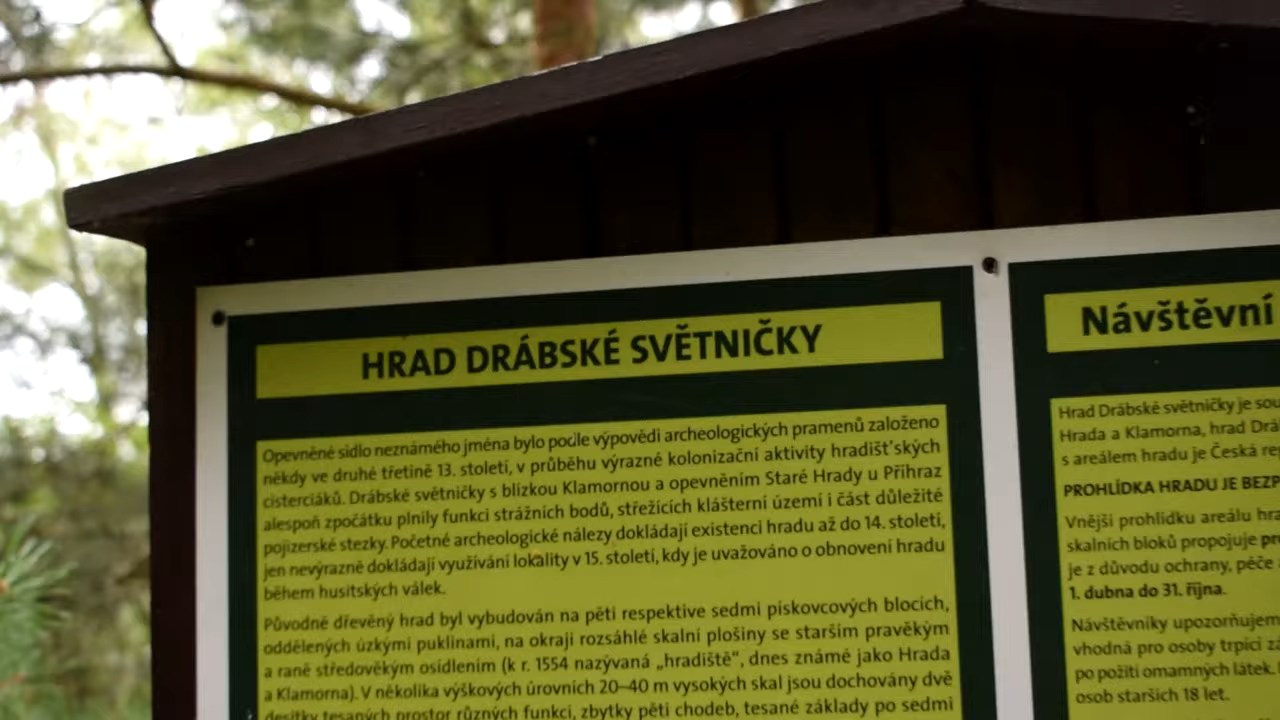 HRAD DRÁBSKÉ SVĚTNIČKY
Opevněné sídlo neznámého jména bylo podle výpovědi archeologických pramenů založeno
někdy ve druhé třetině 13. století, v průběhu výrazné kolonizační aktivity hradišt'ských
cisterciáků. Drábské světničky s blízkou Klamornou a opevněním Staré Hrady u Příhraz
alespoň zpočátku plnily funkci strážních bodů, střežících klášterní území i část důležité
pojizerské stezky. Početné archeologické nálezy dokládají existenci hradu až do 14. století,
jen nevýrazně dokládají využívání lokality v 15. století, kdy je uvažováno o obnovení hradu
během husitských válek.
Původně dřevěný hrad byl vybudován na pěti respektive sedmi pískovcových blocích,
oddělených úzkými puklinami, na okraji rozsáhlé skalní plošiny se starším pravěkým
a raně středověkým osídlením (k r. 1554 nazývaná „hradiště“, dnes známé jako Hrada
a Klamorna). V několika výškových úrovních 20–40 m vysokých skal jsou dochovány dvě
desítky tesaných prostor různých funkcí, zbytky pěti chodeb, tesané základy po sedmi
Návštěvní
Hrad Drábské světničky je sou
Hrada a Klamorna, hrad Drá
s areálem hradu je Česká re
PROHLÍDKA HRADU JE BEZP
Vnější prohlídku areálu hra
skalních bloků propojuje pr
je z důvodu ochrany, péče
1. dubna do 31. října.
Návštěvníky upozorňujem
vhodná pro osoby trpící zá
po požití omamných látek.
osob starších 18 let.